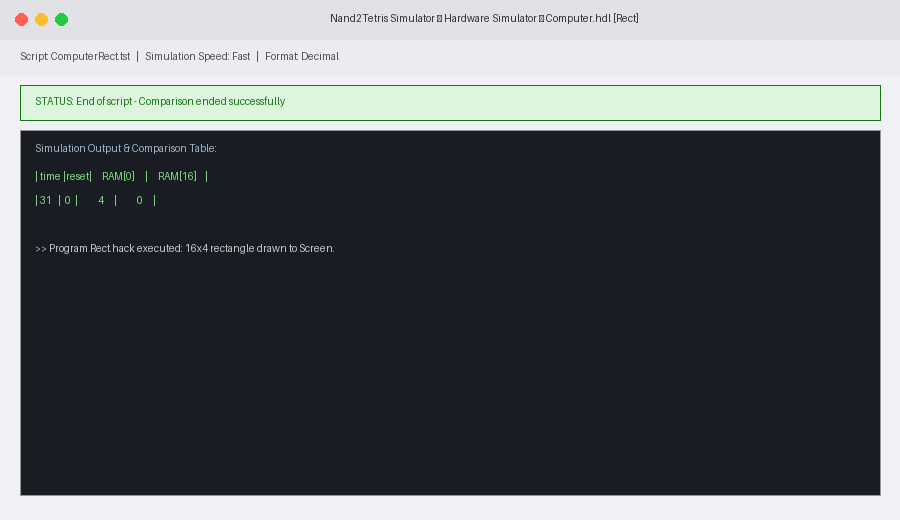 Nand2Tetris Simulator □ Hardware Simulator □ Computer.hdl [Rect]
Script: ComputerRect.tst | Simulation Speed: Fast | Format: Decimal
STATUS: End of script - Comparison ended successfully
Simulation Output & Comparison Table:
| time |reset| RAM[0] | RAM[16] |
| 31 | 0 | 4 | 0 |
>> Program Rect.hack executed: 16x4 rectangle drawn to Screen.